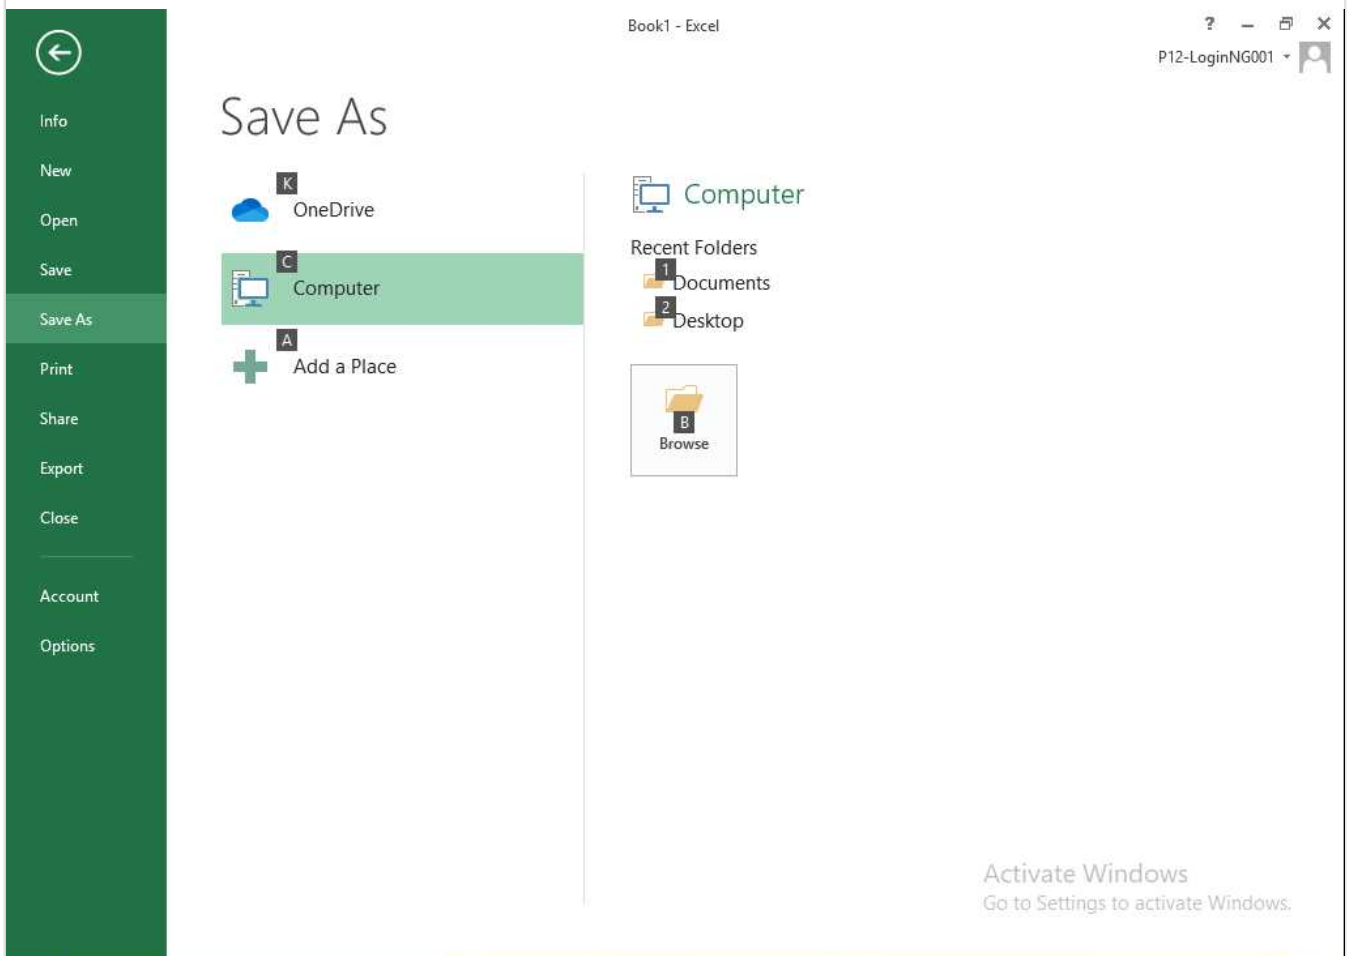 Book1 - Excel
?
P12-LoginNG001
Info
New
Open
Save
Save As
Print
Share
Export
Close
Account
Options
Save As
K
OneDrive
C
Computer
A
Add a Place
Computer
Recent Folders
1
Documents
2
Desktop
B
Browse
Activate Windows
Go to Settings to activate Windows.